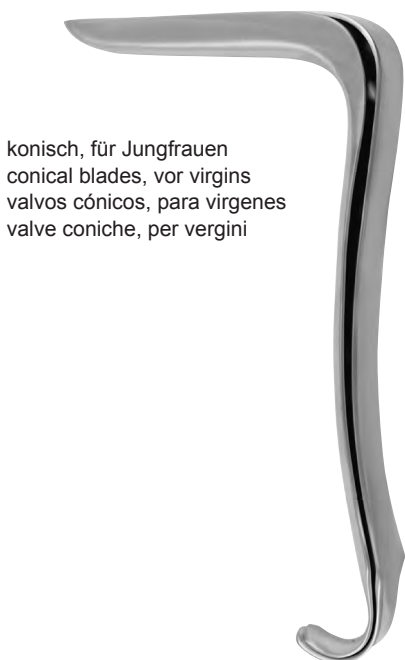 konisch, für Jungfrauen
conical blades, vor virgins
valvos cónicos, para virgenes
valve coniche, per vergini